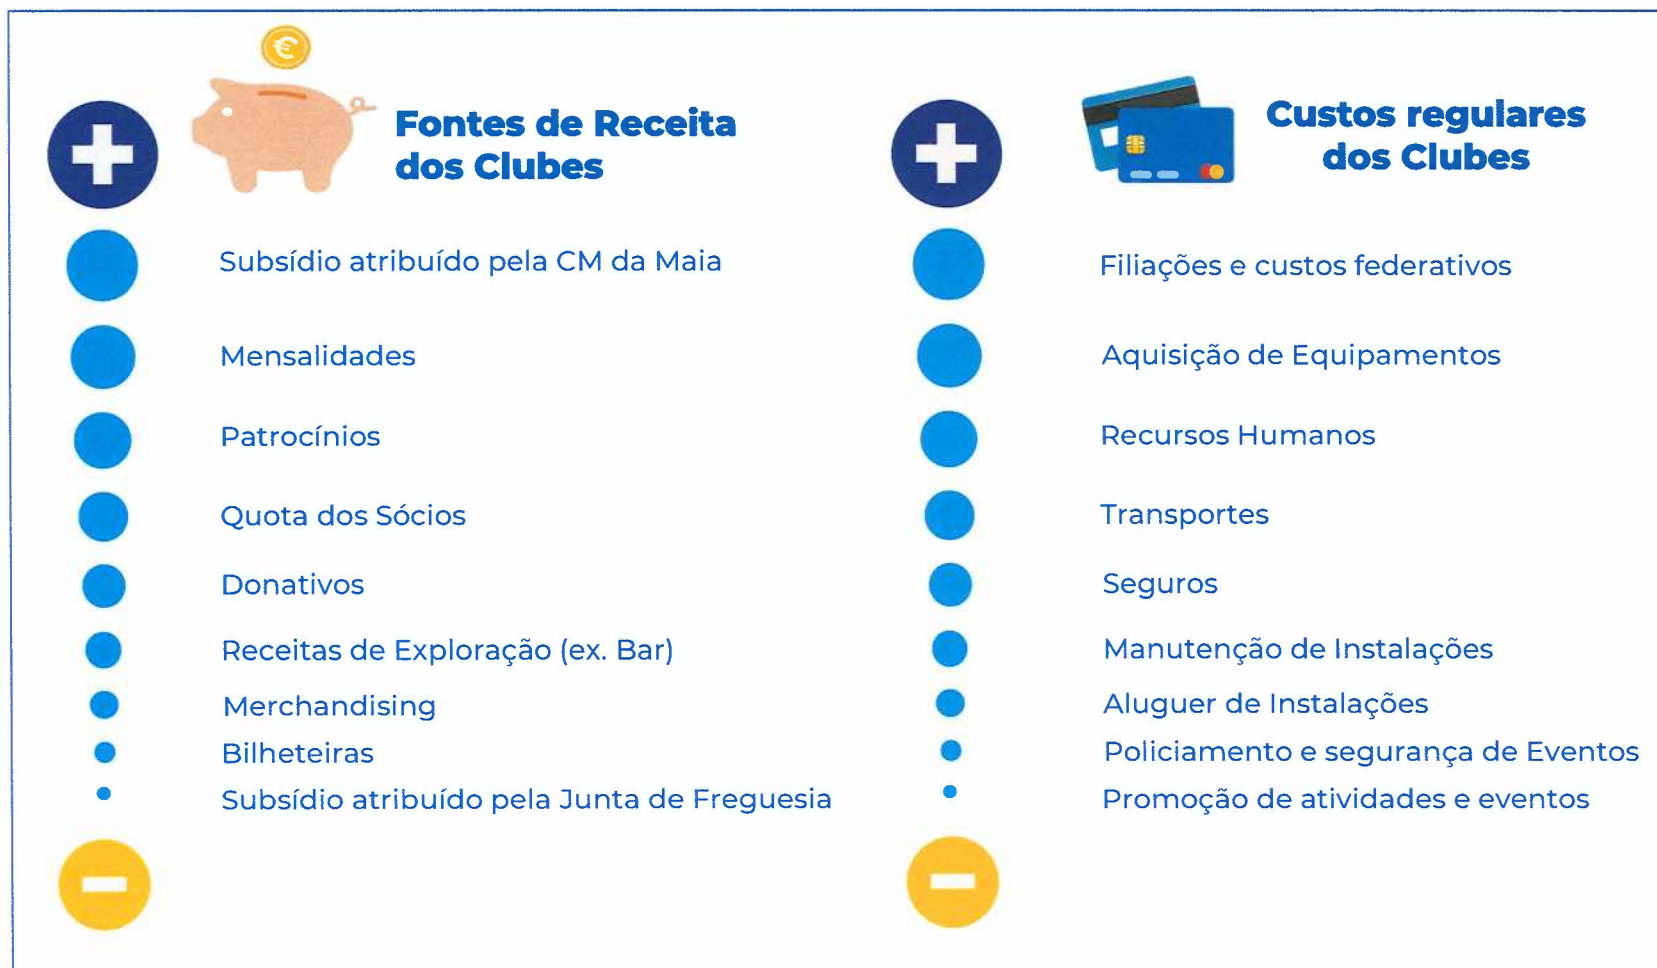 Fontes de Receita
dos Clubes
Subsídio atribuído pela CM da Maia
Mensalidades
Patrocínios
Quota dos Sócios
Donativos
Receitas de Exploração (ex. Bar)
Merchandising
Bilheteiras
Subsídio atribuído pela Junta de Freguesia
Custos regulares
dos Clubes
Filiações e custos federativos
Aquisição de Equipamentos
Recursos Humanos
Transportes
Seguros
Manutenção de Instalações
Aluguer de Instalações
Policiamento e segurança de Eventos
Promoção de atividades e eventos